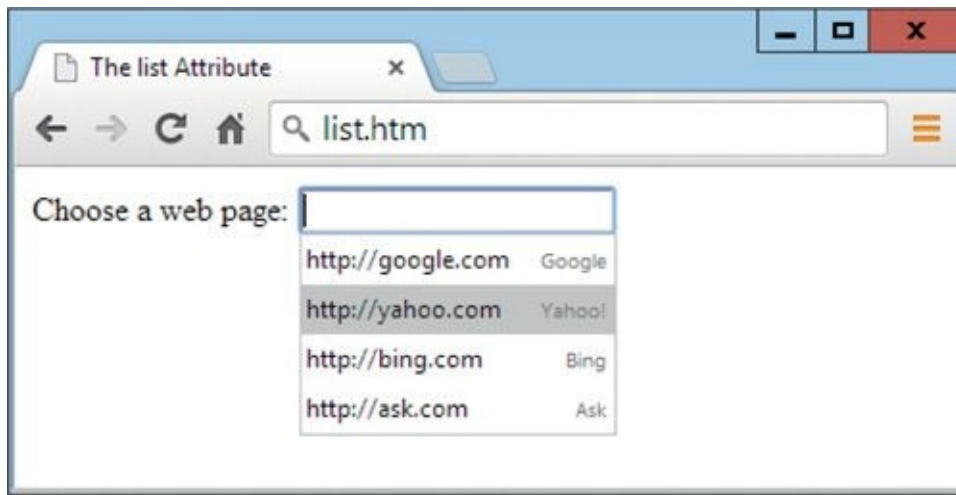 The list Attribute
list.htm
Choose a web page:
http://google.com Google
http://yahoo.com Yahoo!
http://bing.com Bing
http://ask.com Ask